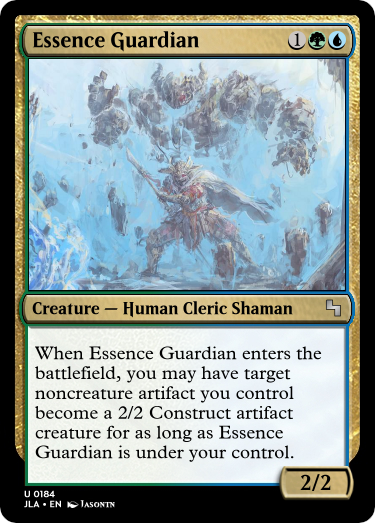 Essence Guardian 1
Creature — Human Cleric Shaman
When Essence Guardian enters the
battlefield, you may have target
noncreature artifact you control
become a 2/2 Construct artifact
creature for as long as Essence
Guardian is under your control.
2/2
U 0184
JLA • EN Jasontn